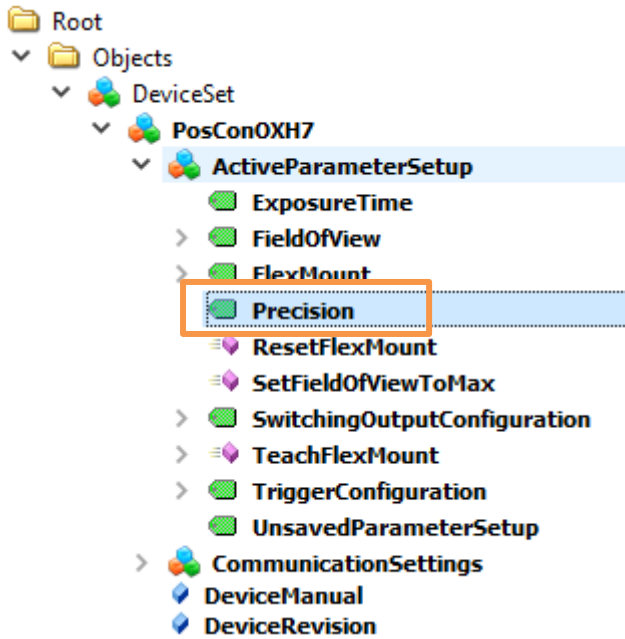 Root
Objects
DeviceSet
PosConOXH7
ActiveParameterSetup
ExposureTime
FieldOfView
FlexMount
Precision
ResetFlexMount
SetFieldOfViewToMax
SwitchingOutputConfiguration
TeachFlexMount
TriggerConfiguration
UnsavedParameterSetup
CommunicationSettings
DeviceManual
DeviceRevision